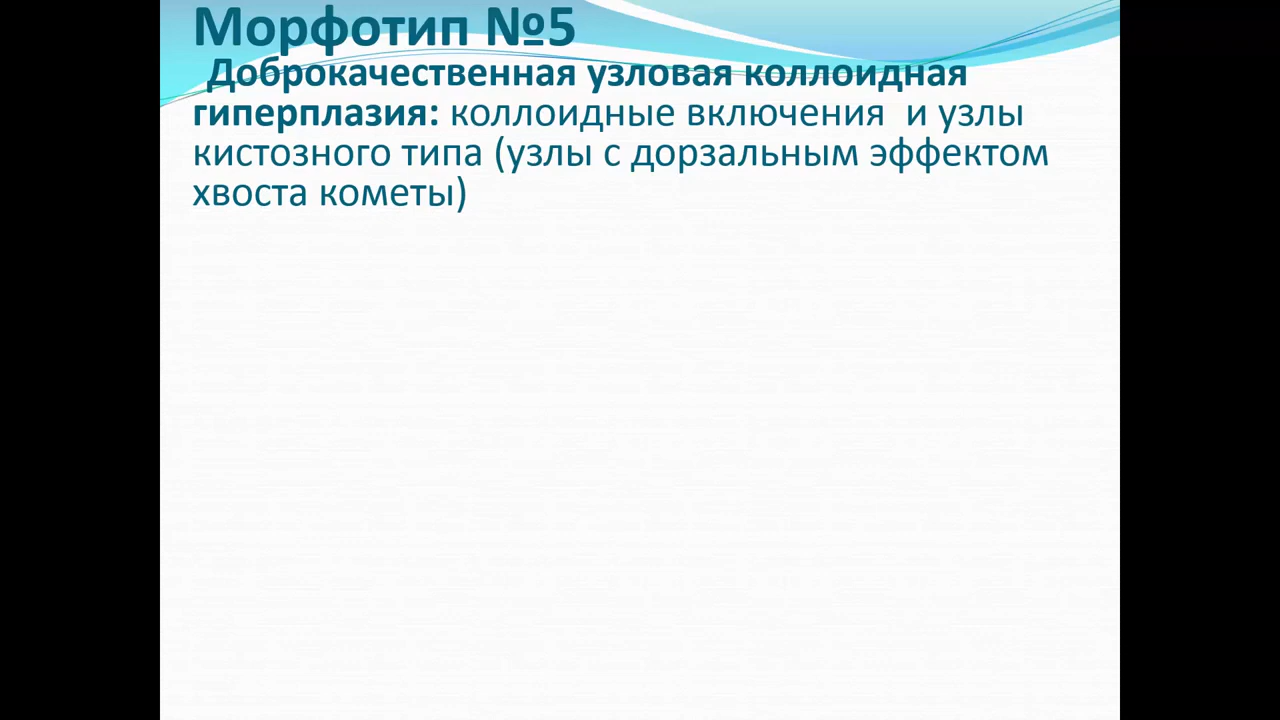 Морфотип №5
Доброкачественная узловая коллоидная
гиперплазия: коллоидные включения и узлы
кистозного типа (узлы с дорзальным эффектом
хвоста кометы)